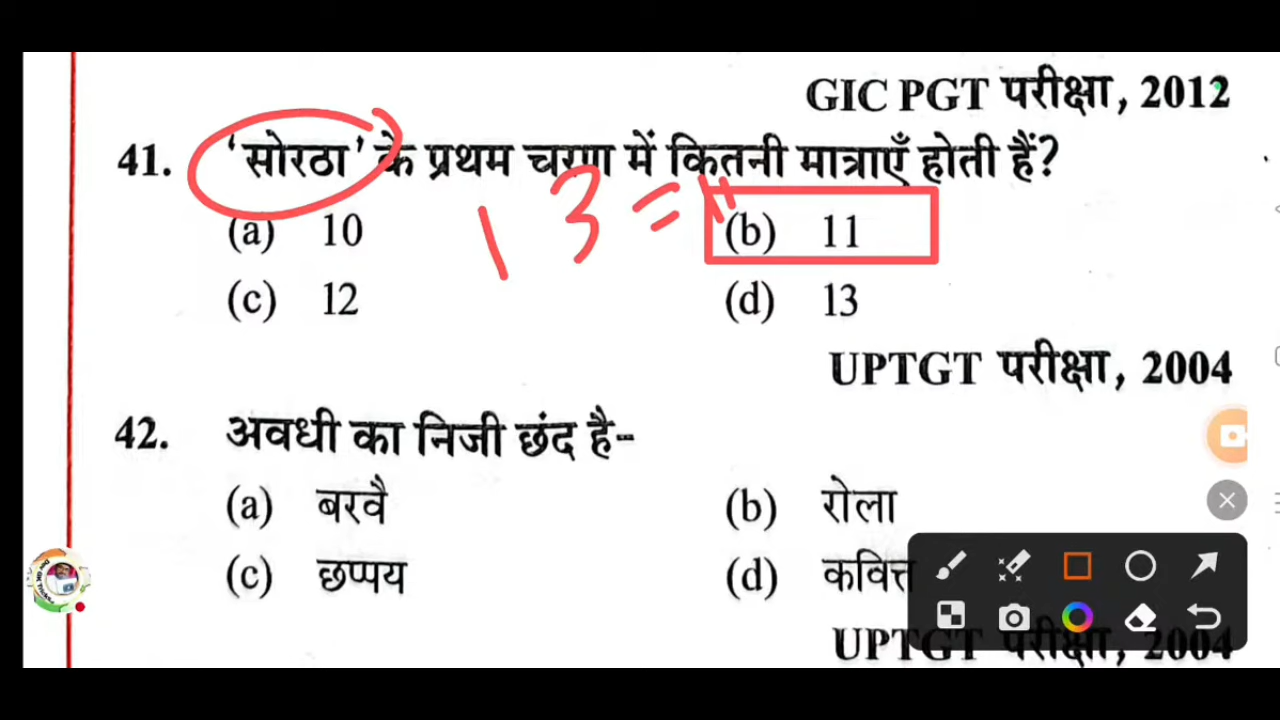 GIC PGT परीक्षा, 2012
41. 'सोरठा' के प्रथम चरण में कितनी मात्राएँ होती हैं?
13 = 11
(a) 10 (b) 11
(c) 12 (d) 13
UPTGT परीक्षा, 2004
42. अवधी का निजी छंद है-
(a) बरवै (b) रोला
(c) छप्पय (d) कवित्त
UPTGT परीक्षा, 2004